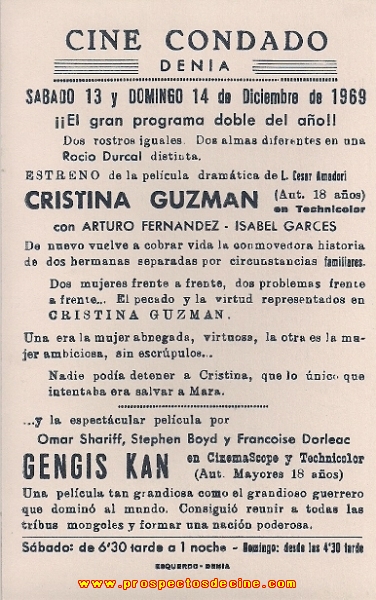 CINE CONDADO
DENIA
SABADO 13 y DOMINGO 14 de Diciembre de 1969
¡¡El gran programa doble del año!!
Dos rostros iguales. Dos almas diferentes en una
Rocio Durcal distinta.
ESTRENO de la película dramática de L. Cesar Amadori
CRISTINA GUZMAN (Aut. 18 años)
en Technicolor
con ARTURO FERNANDEZ - ISABEL GARCES
De nuevo vuelve a cobrar vida la conmovedora historia
de dos hermanas separadas por circunstancias familiares.
Dos mujeres frente a frente, dos problemas frente
a frente... El pecado y la virtud representados en
CRISTINA GUZMAN.
Una era la mujer abnegada, virtuosa, la otra es la mu-
jer ambiciosa, sin escrúpulos...
Nadie podía detener a Cristina, que lo único que
intentaba era salvar a Mara.
...y la espectácular película por
Omar Shariff, Stephen Boyd y Francoise Dorleac
GENGIS KAN en CizemaScope y Technicolor
(Aut. Mayores 18 años)
Una película tan grandiosa como el grandioso guerrero
que dominó al mundo. Consiguió reunir a todas las
tribus mongoles y formar una nación poderosa.
Sábado: de 6'30 tarde a 1 noche - Domingo: desde las 4'30 tarde
ESQUERDO - DENIA
www.prospectosdecine.com